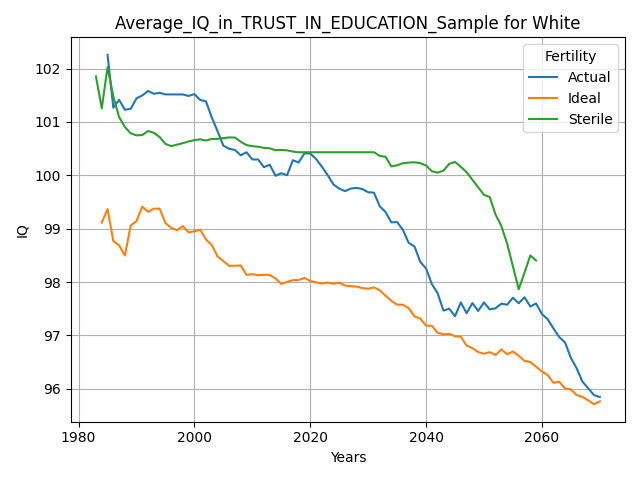 Average_IQ_in_TRUST_IN_EDUCATION_Sample for White
Fertility
Actual
Ideal
Sterile
102
101
100
99
98
97
96
IQ
1980
2000
2020
2040
2060
Years